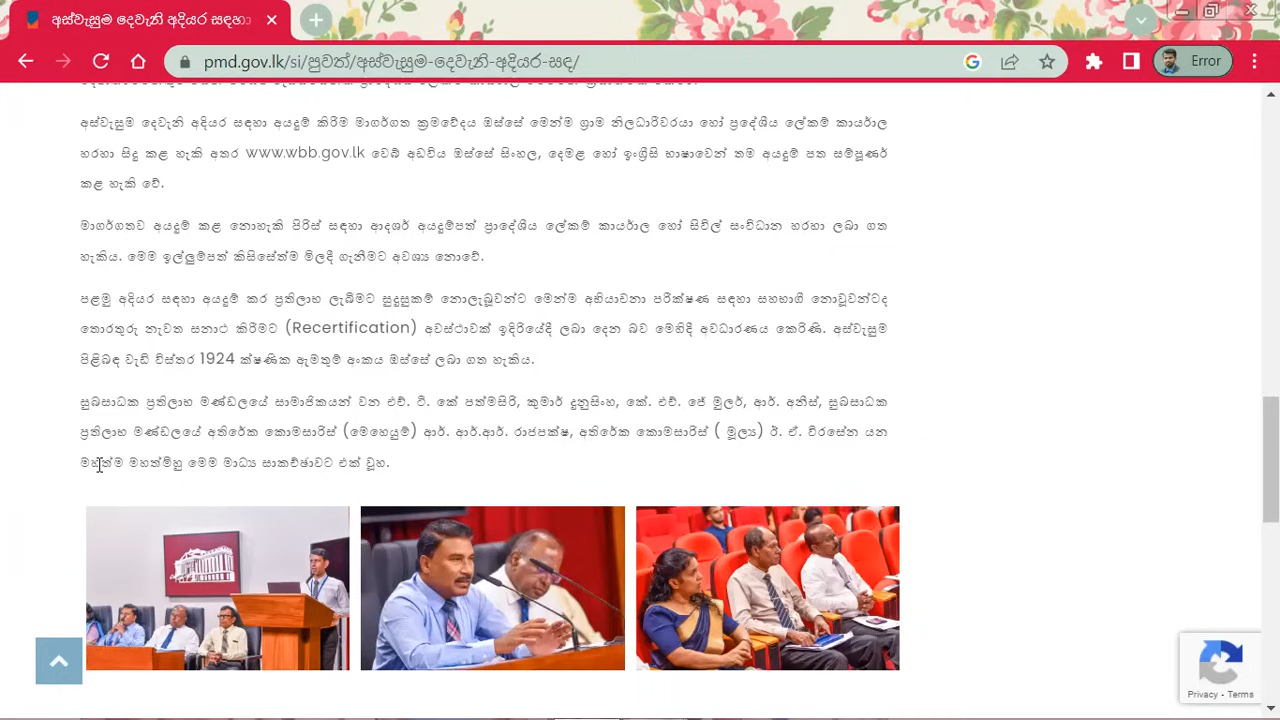 අස්වැසුම දෙවැනි අදියර සඳහා
pmd.gov.lk/si/පුවත්/අස්වැසුම-දෙවැනි-අදියර-සඳ/
Error
අස්වැසුම දෙවැනි අදියර සඳහා අයදුම් කිරීම මාර්ගගත ක්‍රමවේදය ඔස්සේ මෙන්ම ග්‍රාම නිලධාරිවරයා හෝ ප්‍රදේශීය ලේකම් කාර්යාල
හරහා සිදු කළ හැකි අතර www.wbb.gov.lk වෙබ් අඩවිය ඔස්සේ සිංහල, දෙමළ හෝ ඉංග්‍රීසි භාෂාවෙන් තම අයදුම් පත සම්පූර්ණ
කළ හැකි වේ.
මාර්ගගතව අයදුම් කළ නොහැකි පිරිස් සඳහා ආදර්ශ අයදුම්පත් ප්‍රාදේශීය ලේකම් කාර්යාල හෝ සිවිල් සංවිධාන හරහා ලබා ගත
හැකිය. මෙම ඉල්ලුම්පත් කිසිසේත්ම මිලදී ගැනීමට අවශ්‍ය නොවේ.
පළමු අදියර සඳහා අයදුම් කර ප්‍රතිලාභ ලැබීමට සුදුසුකම් නොලැබූවන්ට මෙන්ම අභියාචනා පරීක්ෂණ සඳහා සහභාගී නොවූවන්ටද
තොරතුරු නැවත සනාථ කිරීමට (Recertification) අවස්ථාවක් ඉදිරියේදී ලබා දෙන බව මෙහිදී අවධාරණය කෙරිණි. අස්වැසුම
පිළිබඳ වැඩි විස්තර 1924 ක්ෂණික ඇමතුම් අංකය ඔස්සේ ලබා ගත හැකිය.
සුබසාධක ප්‍රතිලාභ මණ්ඩලයේ සාමාජිකයන් වන එච්. ටී. කේ පත්මසිරි, කුමාර් දුනුසිංහ, කේ. එච්. ජේ මුලර්, ආර්. අනීස්, සුබසාධක
ප්‍රතිලාභ මණ්ඩලයේ අතිරේක කොමසාරිස් (මෙහෙයුම්) ආර්. ආර්.ආර්. රාජපක්ෂ, අතිරේක කොමසාරිස් ( මූල්‍ය) ඊ. ඒ. වීරසේන යන
මහත්ම මහත්මීහු මෙම මාධ්‍ය සාකච්ඡාවට එක් වූහ.
Privacy - Terms